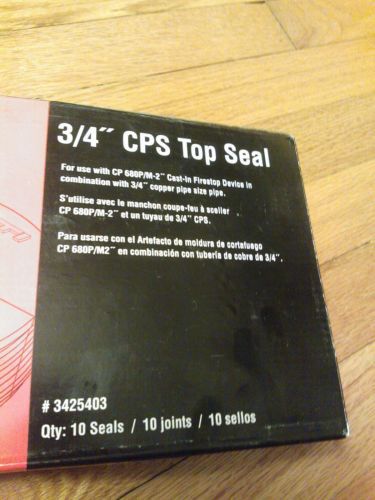 3/4" CPS Top Seal
For use with CP 680P/M-2" Cast-In Firestop Device in
combination with 3/4" copper pipe size pipe.
S'utilise avec le manchon coupe-feu à sceller
CP 680P/M-2" et un tuyau de 3/4" CPS.
Para usarse con el Artefacto de moldura de cortafuego
CP 680P/M2" en combinación con tubería de cobre de 3/4".
# 3425403
Qty: 10 Seals / 10 joints / 10 sellos